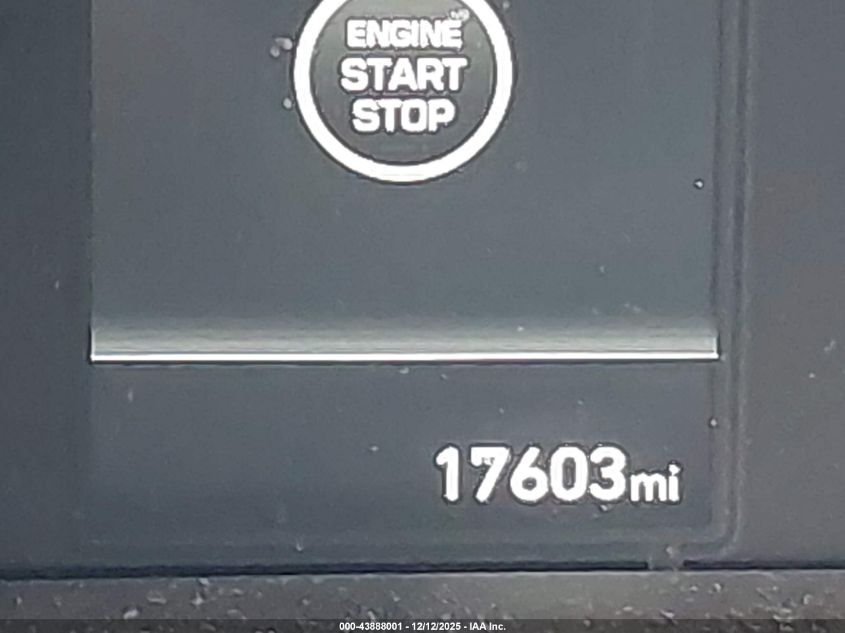 ENGINE
START
STOP
17603mi
000-43888001 - 12/12/2025 - IAA Inc.